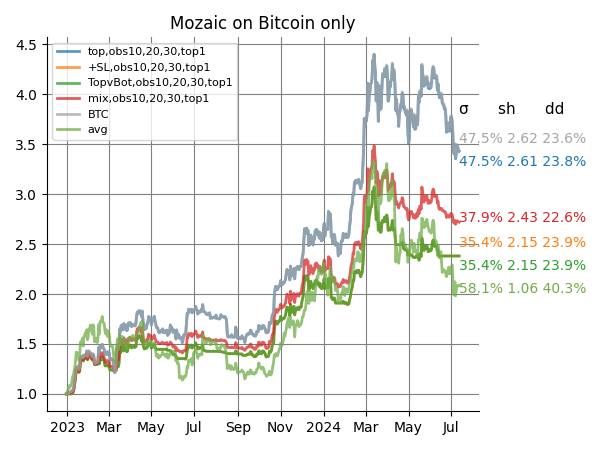 Mozaic on Bitcoin only
top,obs10,20,30,top1
+SL,obs10,20,30,top1
TopvBot,obs10,20,30,top1
mix,obs10,20,30,top1
BTC
avg
4.5
4.0
3.5
3.0
2.5
2.0
1.5
1.0
σ sh dd
47.5% 2.62 23.6%
47.5% 2.61 23.8%
37.9% 2.43 22.6%
35.4% 2.15 23.9%
35.4% 2.15 23.9%
58.1% 1.06 40.3%
2023 Mar May Jul Sep Nov 2024 Mar May Jul